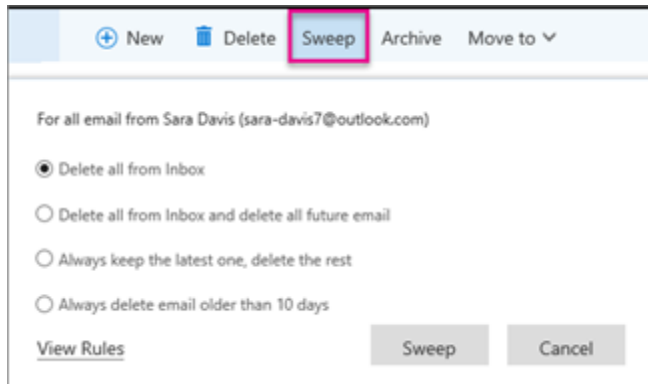 New Delete Sweep Archive Move to
For all email from Sara Davis (sara-davis7@outlook.com)
Delete all from Inbox
Delete all from Inbox and delete all future email
Always keep the latest one, delete the rest
Always delete email older than 10 days
View Rules Sweep Cancel